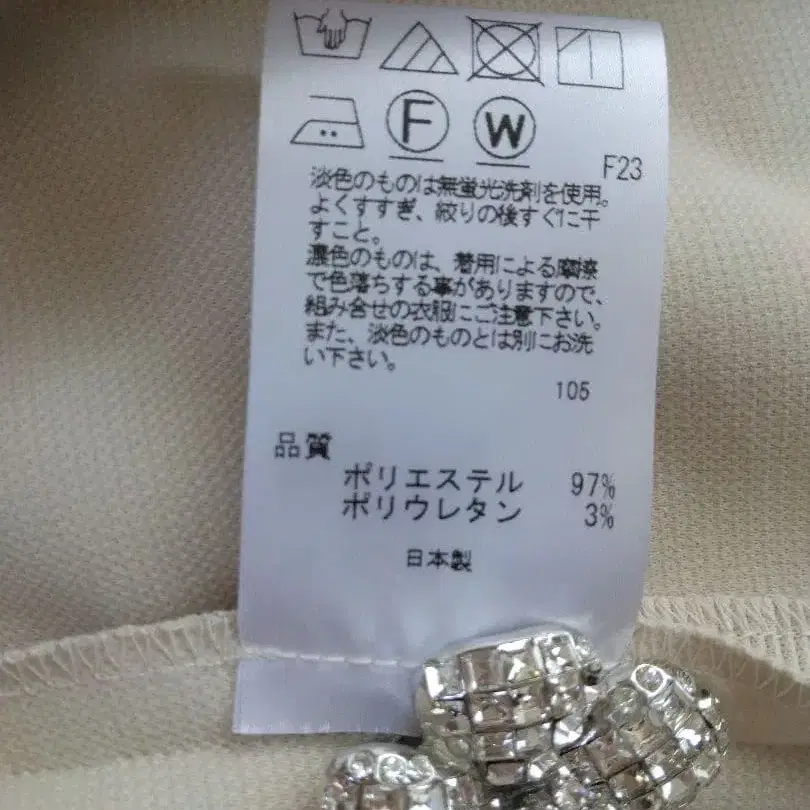 F W
F23
淡色のものは無蛍光洗剤を使用。
よくすすぎ、絞りの後すぐに干
すこと。
濃色のものは、着用による摩擦
で色落ちする事がありますので、
組み合せの衣服にご注意下さい。
また、淡色のものとは別にお洗
い下さい。
105
品質
ポリエステル 97%
ポリウレタン 3%
日本製